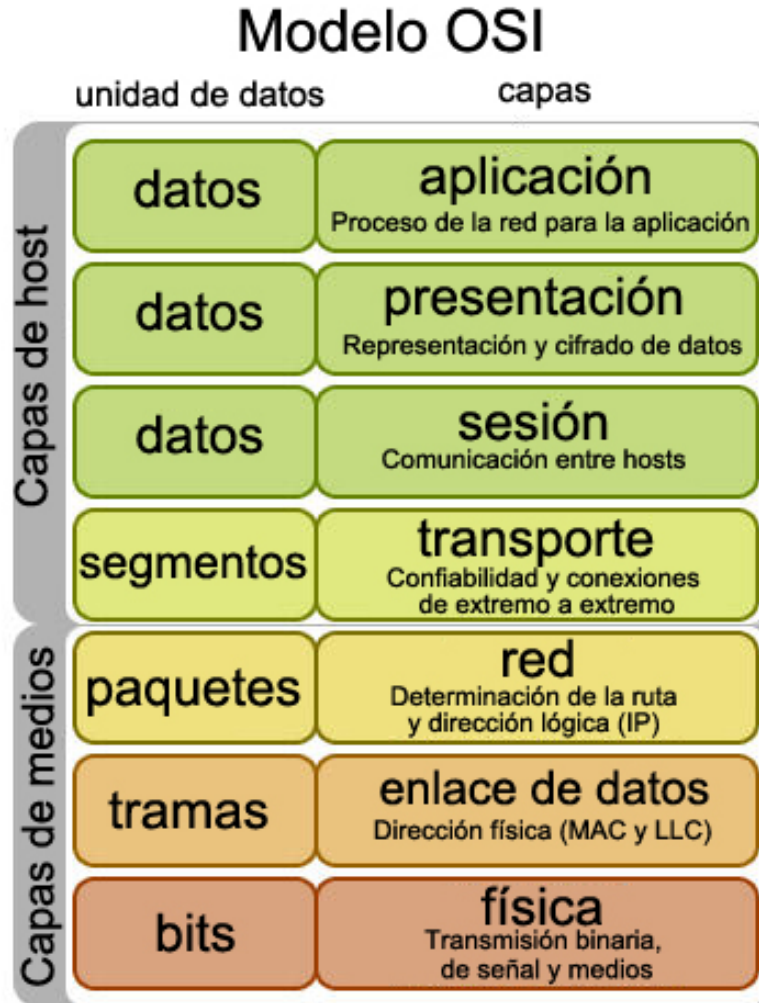 Modelo OSI
unidad de datos
capas
Capas de host
datos
aplicación
Proceso de la red para la aplicación
datos
presentación
Representación y cifrado de datos
datos
sesión
Comunicación entre hosts
segmentos
transporte
Confiabilidad y conexiones
de extremo a extremo
Capas de medios
paquetes
red
Determinación de la ruta
y dirección lógica (IP)
tramas
enlace de datos
Dirección física (MAC y LLC)
bits
física
Transmisión binaria,
de señal y medios